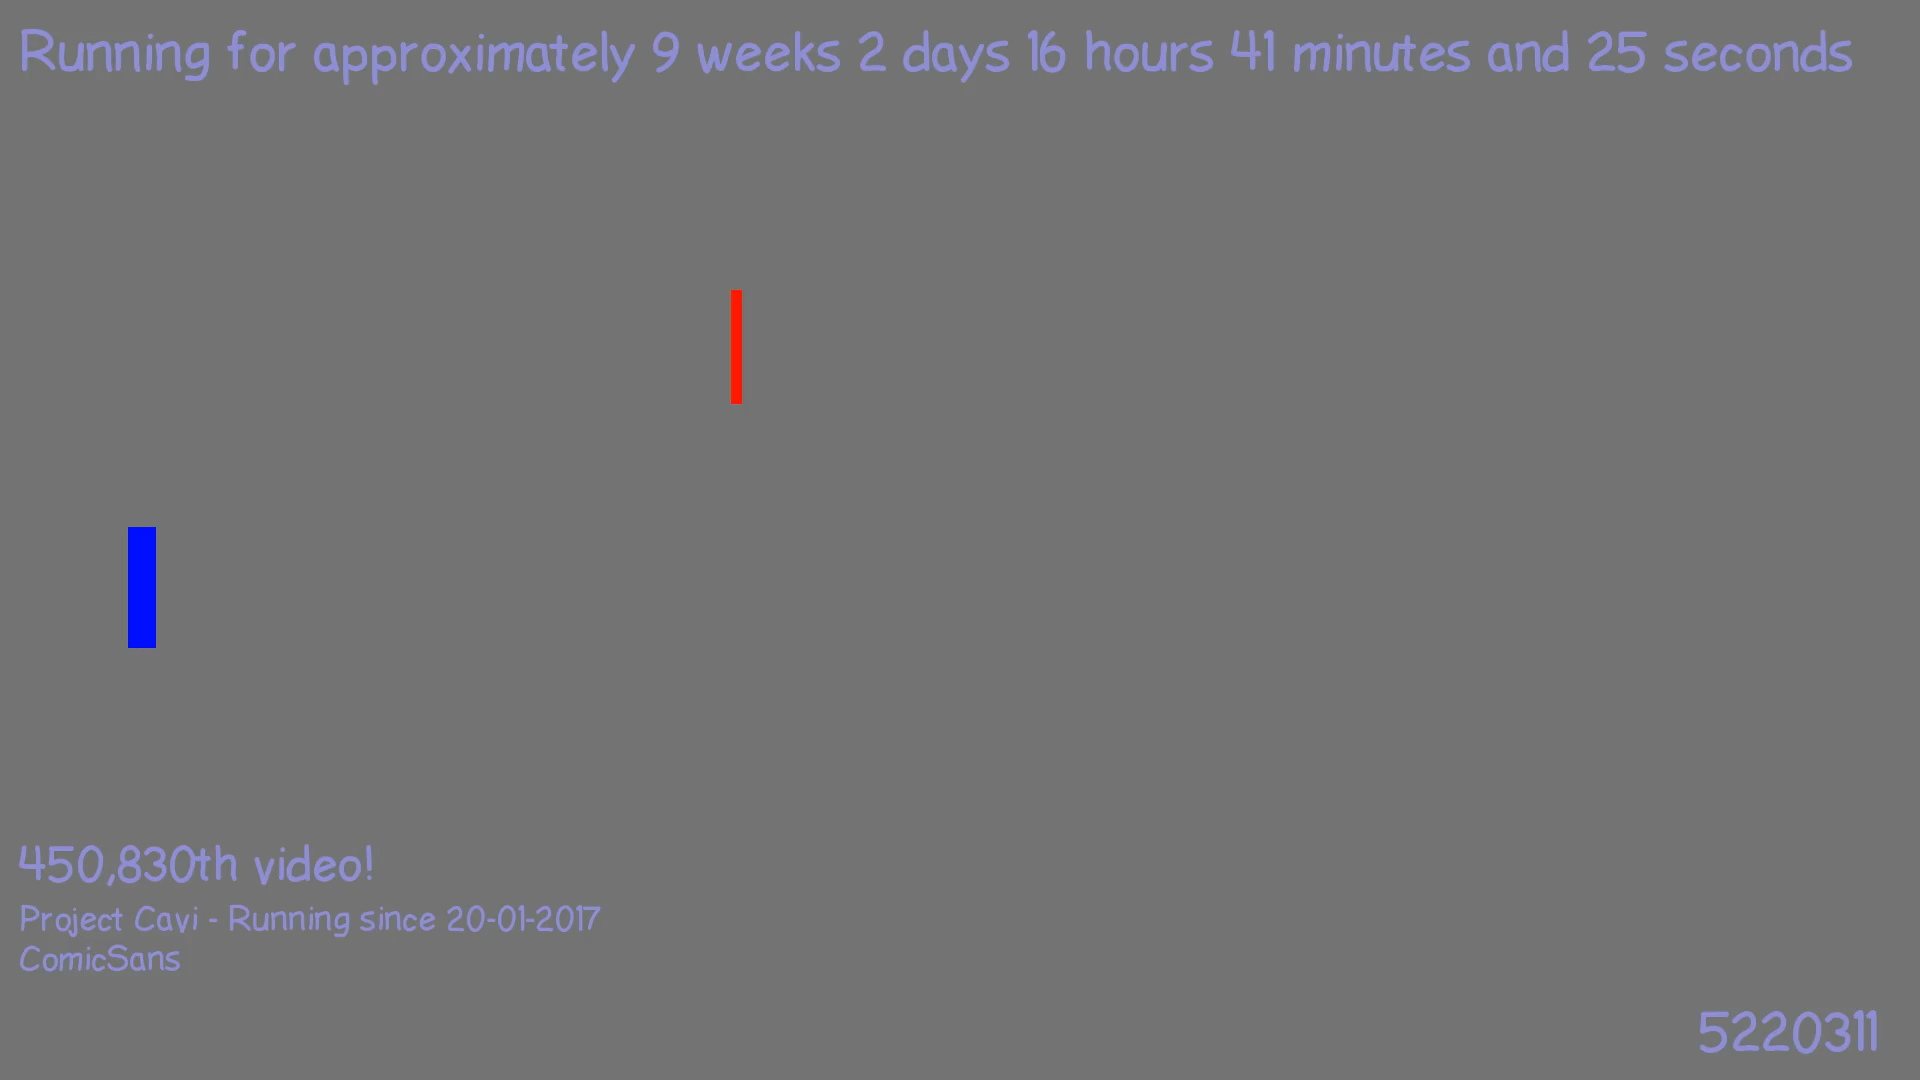 Running for approximately 9 weeks 2 days 16 hours 41 minutes and 25 seconds
450,830th video!
Project Cavi - Running since 20-01-2017
ComicSans
5220311